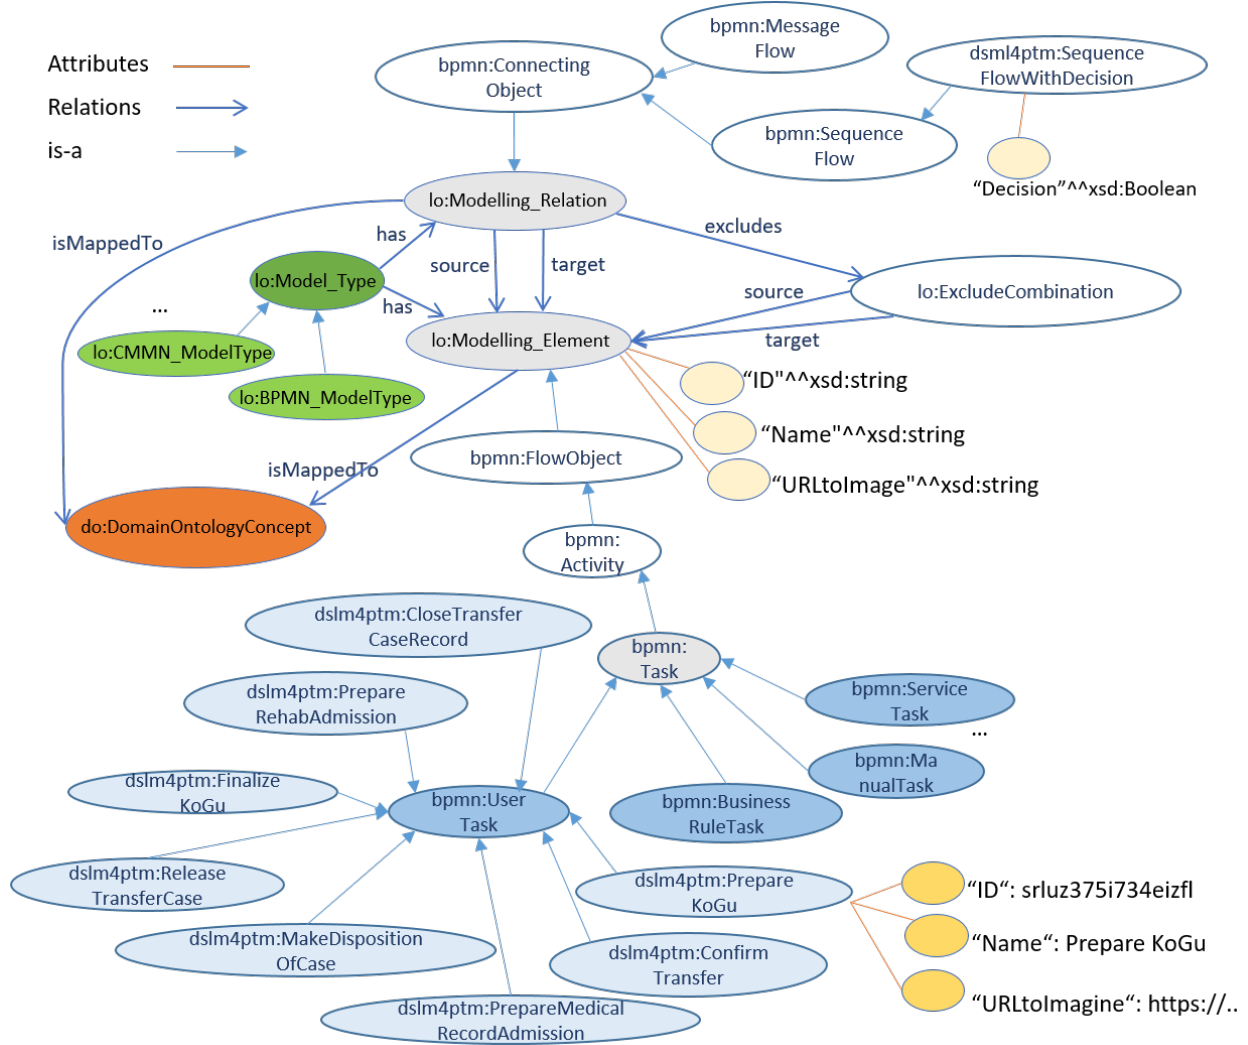 Attributes
Relations
is-a
bpmn:Message
Flow
bpmn:Connecting
Object
dsml4ptm:Sequence
FlowWithDecision
bpmn:Sequence
Flow
“Decision”^^xsd:Boolean
lo:Modelling_Relation
isMappedTo
has
excludes
source
target
lo:Model_Type
has
source
lo:ExcludeCombination
...
target
lo:CMMN_ModelType
lo:Modelling_Element
lo:BPMN_ModelType
“ID"^^xsd:string
“Name"^^xsd:string
“URLtoImage"^^xsd:string
bpmn:FlowObject
isMappedTo
do:DomainOntologyConcept
bpmn:
Activity
dslm4ptm:CloseTransfer
CaseRecord
bpmn:
Task
dslm4ptm:Prepare
RehabAdmission
bpmn:Service
Task
...
dslm4ptm:Finalize
KoGu
bpmn:Ma
nualTask
bpmn:User
Task
bpmn:Business
RuleTask
dslm4ptm:Release
TransferCase
dslm4ptm:Prepare
KoGu
“ID“: srluz375i734eizfl
dslm4ptm:MakeDisposition
OfCase
dslm4ptm:Confirm
Transfer
“Name“: Prepare KoGu
dslm4ptm:PrepareMedical
RecordAdmission
“URLtoImagine“: https://..